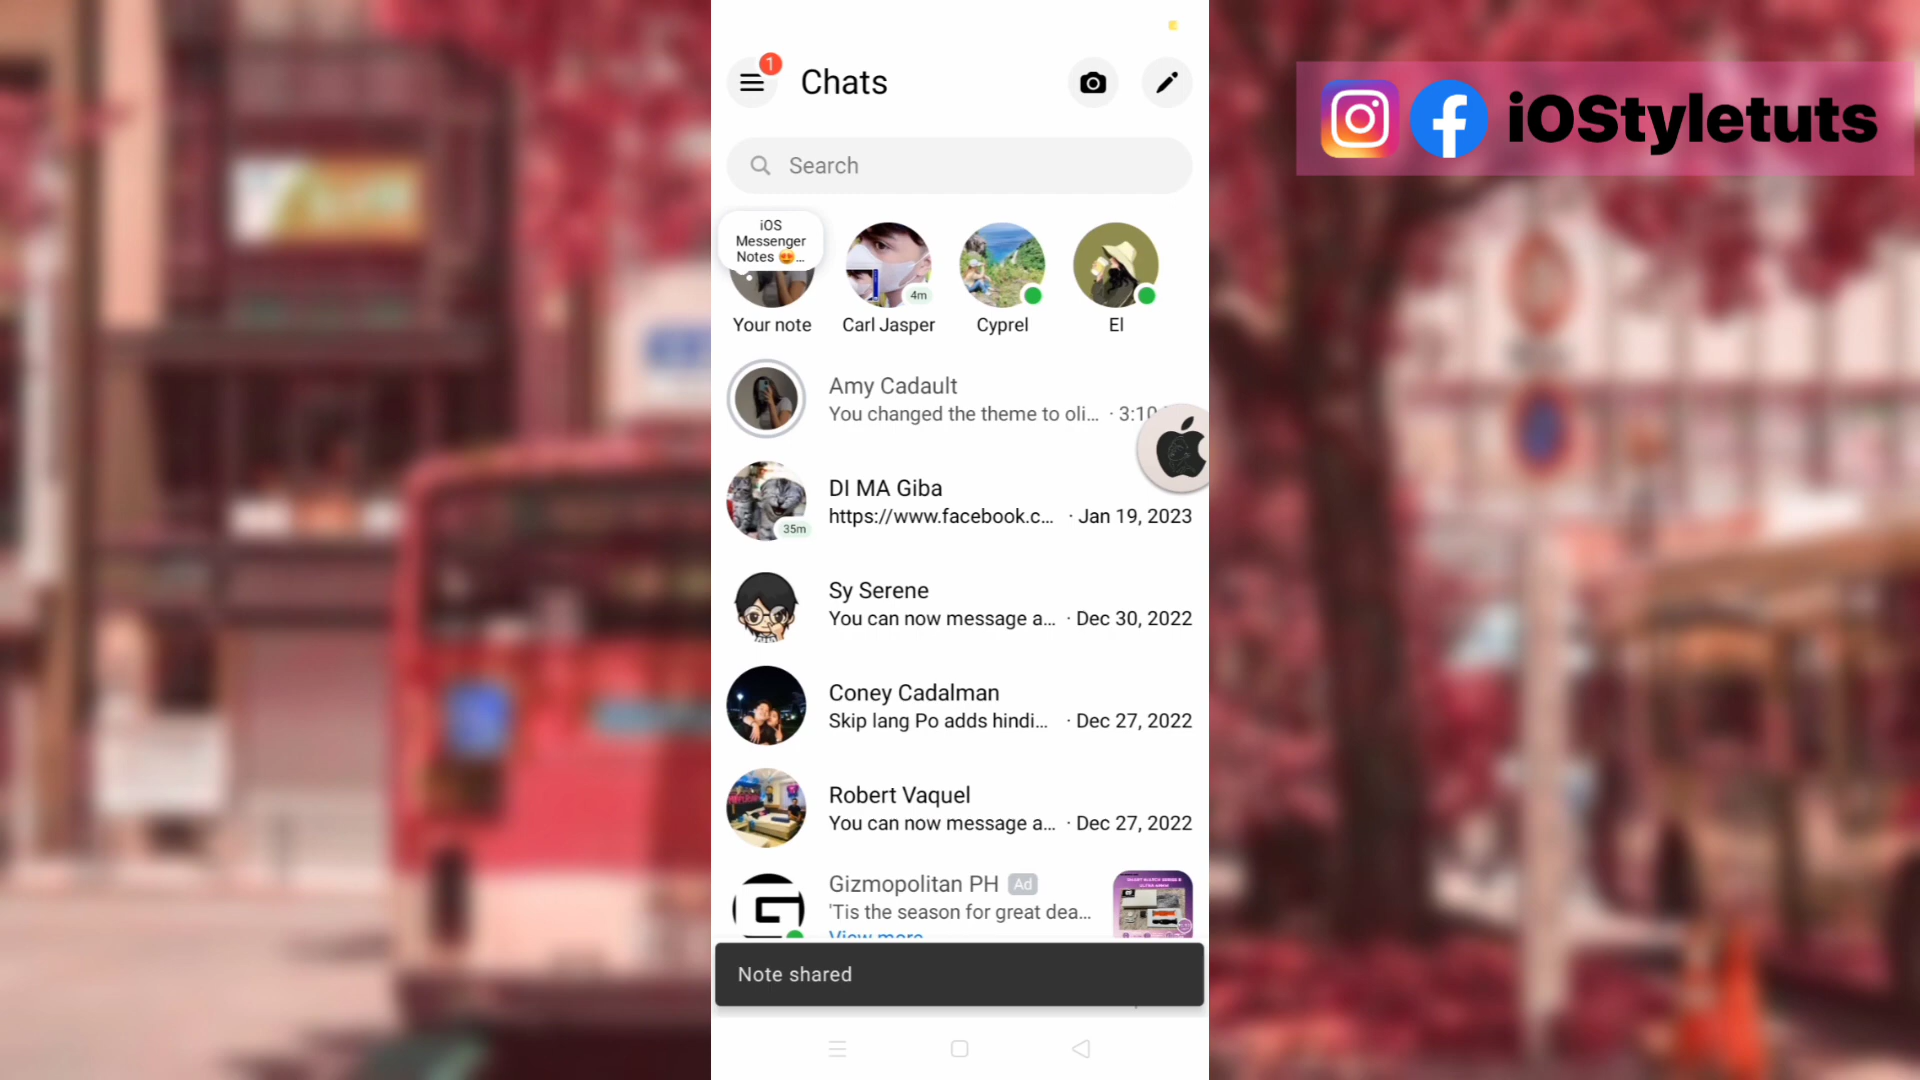 1
Chats
iOStyletuts
Search
iOS
Messenger
Notes 😍...
4m
Your note
Carl Jasper
Cyprel
El
Amy Cadault
You changed the theme to oli... · 3:10
DI MA Giba
https://www.facebook.c... · Jan 19, 2023
35m
Sy Serene
You can now message a... · Dec 30, 2022
Coney Cadalman
Skip lang Po adds hindi... · Dec 27, 2022
Robert Vaquel
You can now message a... · Dec 27, 2022
Gizmopolitan PH Ad
'Tis the season for great dea...
View more
Note shared